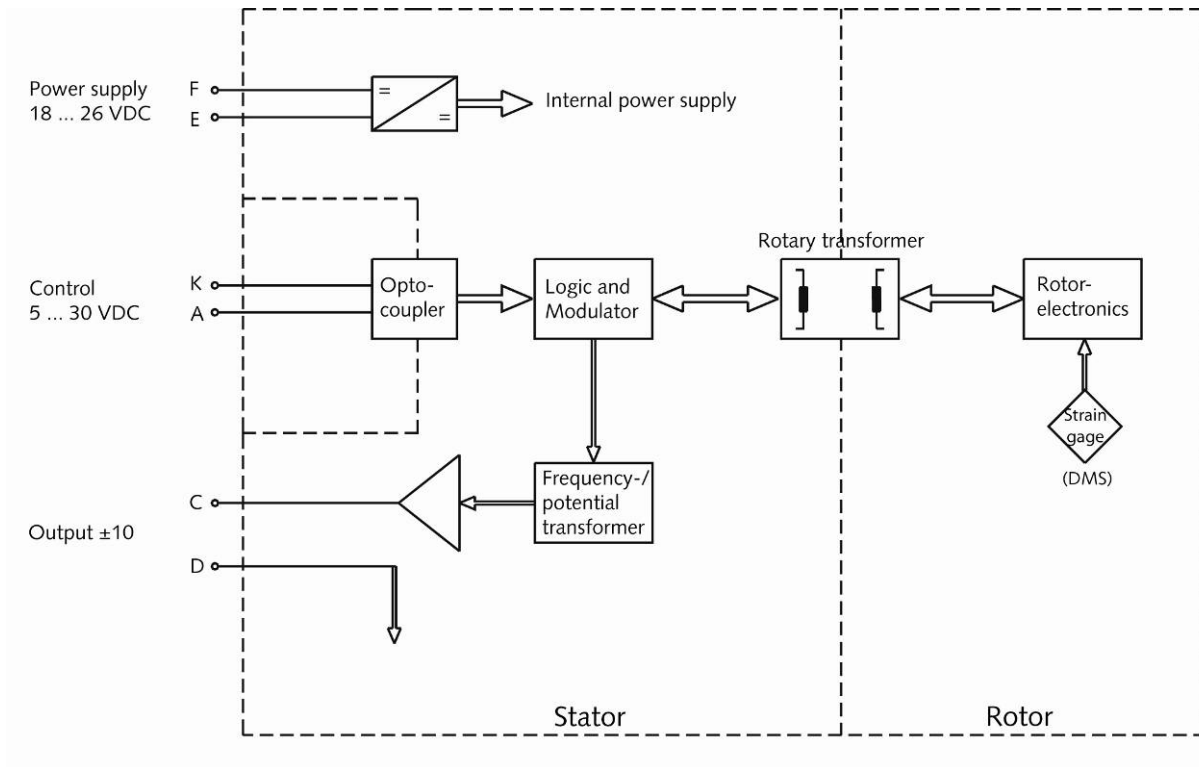 Power supply
18 ... 26 VDC
F
E
=
=
Internal power supply
Rotary transformer
Control
5 ... 30 VDC
K
A
Opto-
coupler
Logic and
Modulator
Rotor-
electronics
Strain
gage
(DMS)
Frequency-/
potential
transformer
C
Output ±10
D
Stator
Rotor